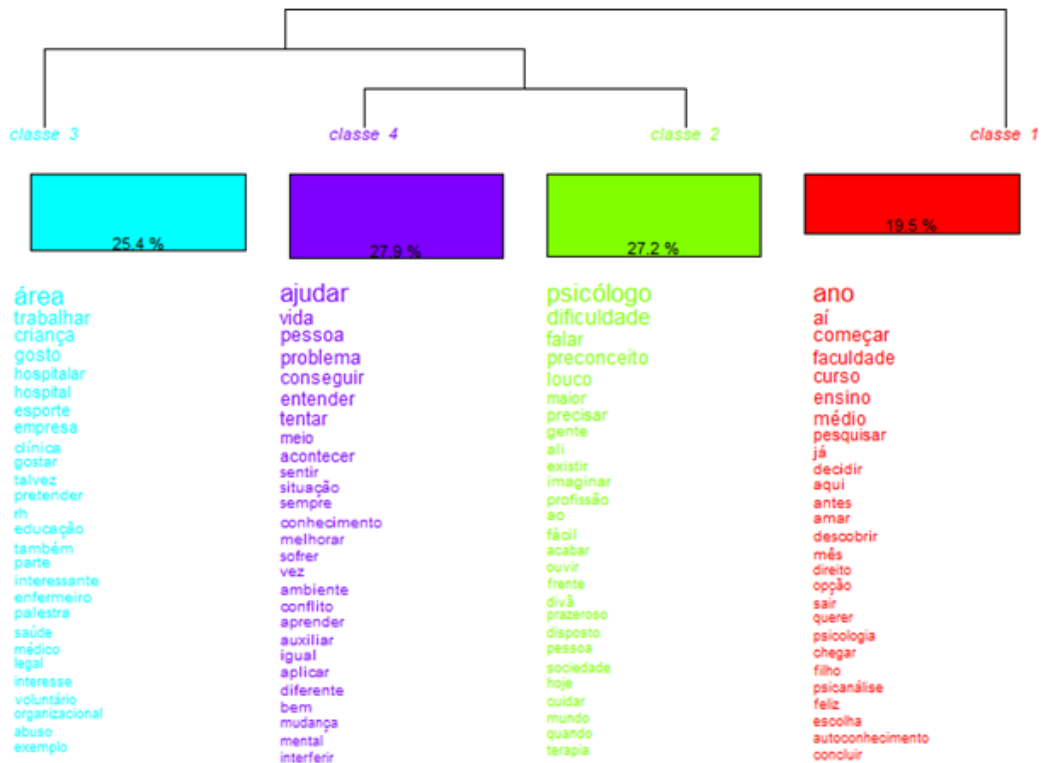 classe 3
classe 4
classe 2
classe 1
25.4 %
27.9 %
27.2 %
19.5 %
área
trabalhar
criança
gosto
hospitalar
hospital
esporte
empresa
clínica
gostar
talvez
pretender
rh
educação
também
parte
interessante
enfermeiro
palestra
saúde
médico
legal
interesse
voluntário
organizacional
abuso
exemplo
ajudar
vida
pessoa
problema
conseguir
entender
tentar
meio
acontecer
sentir
situação
sempre
conhecimento
melhorar
sofrer
vez
ambiente
conflito
aprender
auxiliar
igual
aplicar
diferente
bem
mudança
mental
interferir
psicólogo
dificuldade
falar
preconceito
louco
maior
precisar
gente
ali
existir
imaginar
profissão
ao
fácil
acabar
ouvir
frente
divã
prazeroso
disposto
pessoa
sociedade
hoje
cuidar
mundo
quando
terapia
ano
aí
começar
faculdade
curso
ensino
médio
pesquisar
já
decidir
aqui
antes
amar
descobrir
mês
direito
opção
sair
querer
psicologia
chegar
filho
psicanálise
feliz
escolha
autoconhecimento
concluir